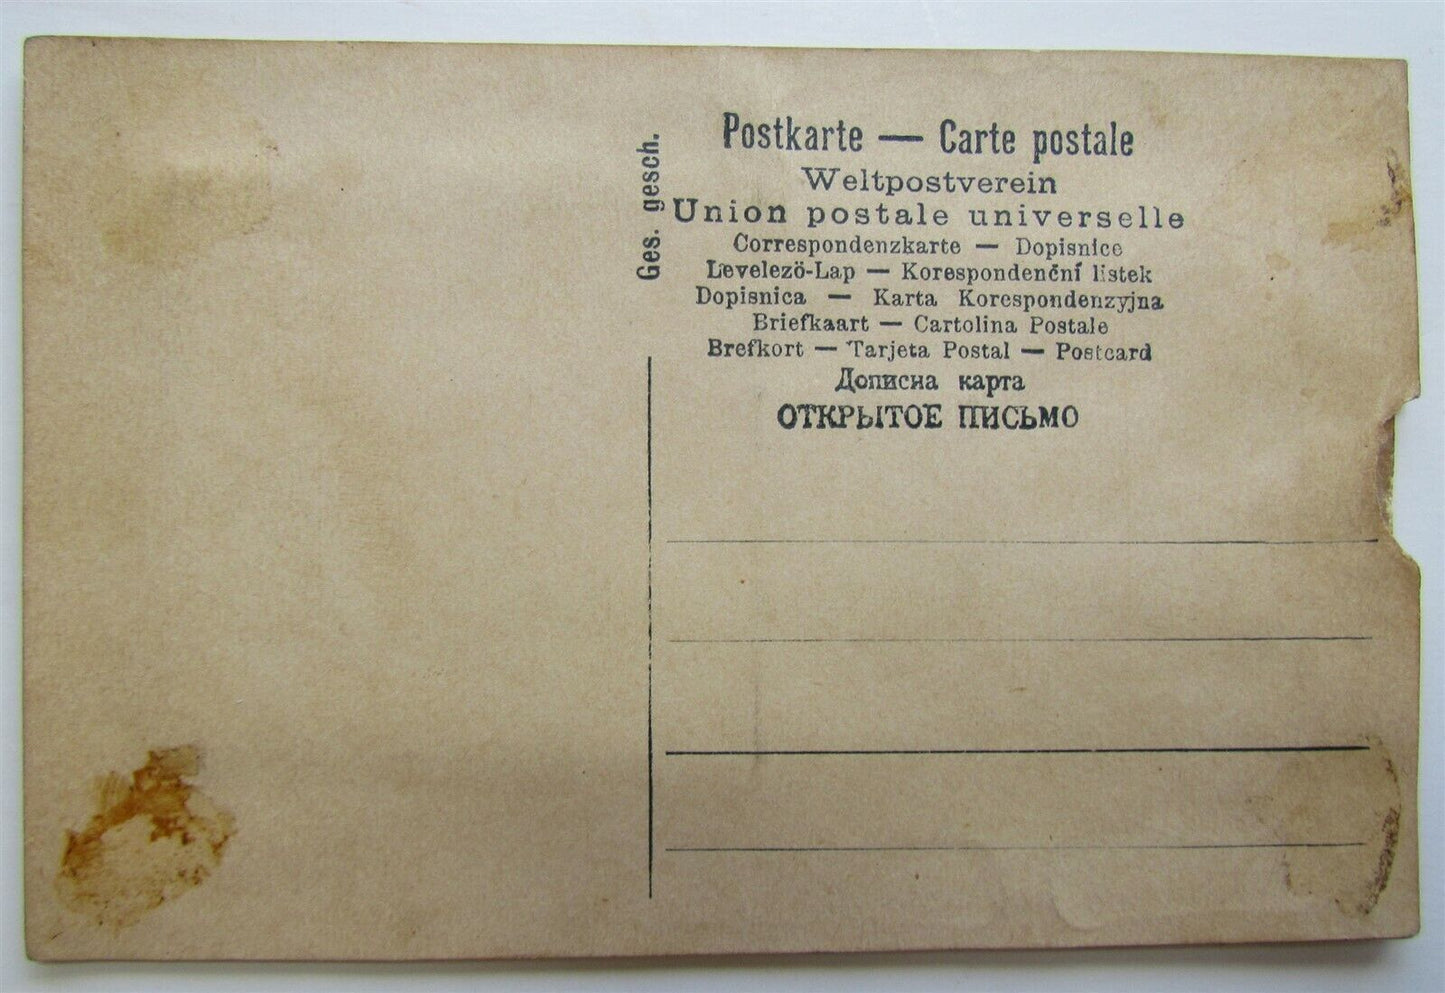 Postkarte — Carte postale
Weltpostverein
Union postale universelle
Correspondenzkarte — Dopisnice
Levelezö-Lap — Korespondenční lístek
Dopisnica — Karta Korespondenzyjna
Briefkaart — Cartolina Postale
Brefkort — Tarjeta Postal — Postcard
Дописна карта
ОТКРЫТОЕ ПИСЬМО
Ges. gesch.